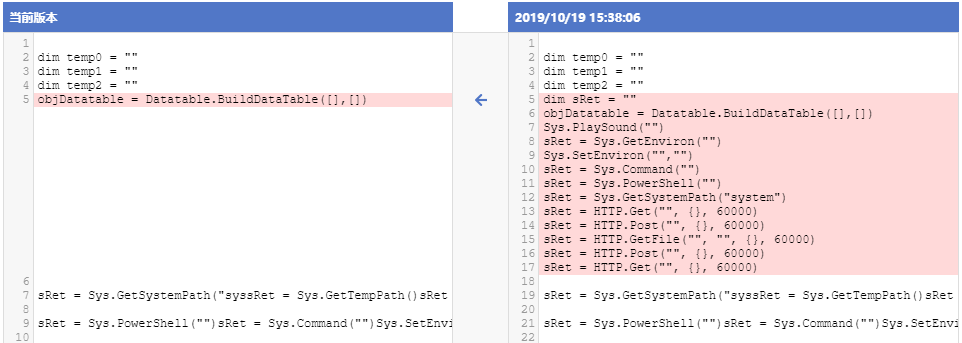 当前版本
1
2 dim temp0 = ""
3 dim temp1 = ""
4 dim temp2 = ""
5 objDatatable = Datatable.BuildDataTable([],[])
6
7 sRet = Sys.GetSystemPath("syssRet = Sys.GetTempPath()sRet
8
9 sRet = Sys.PowerShell("")sRet = Sys.Command("")Sys.SetEnvi
10
2019/10/19 15:38:06
1
2 dim temp0 = ""
3 dim temp1 = ""
4 dim temp2 = ""
5 dim sRet = ""
6 objDatatable = Datatable.BuildDataTable([],[])
7 Sys.PlaySound("")
8 sRet = Sys.GetEnviron("")
9 Sys.SetEnviron("","")
10 sRet = Sys.Command("")
11 sRet = Sys.PowerShell("")
12 sRet = Sys.GetSystemPath("system")
13 sRet = HTTP.Get("", {}, 60000)
14 sRet = HTTP.Post("", {}, 60000)
15 sRet = HTTP.GetFile("", "", {}, 60000)
16 sRet = HTTP.Post("", {}, 60000)
17 sRet = HTTP.Get("", {}, 60000)
18
19 sRet = Sys.GetSystemPath("syssRet = Sys.GetTempPath()sRet
20
21 sRet = Sys.PowerShell("")sRet = Sys.Command("")Sys.SetEnvi
22